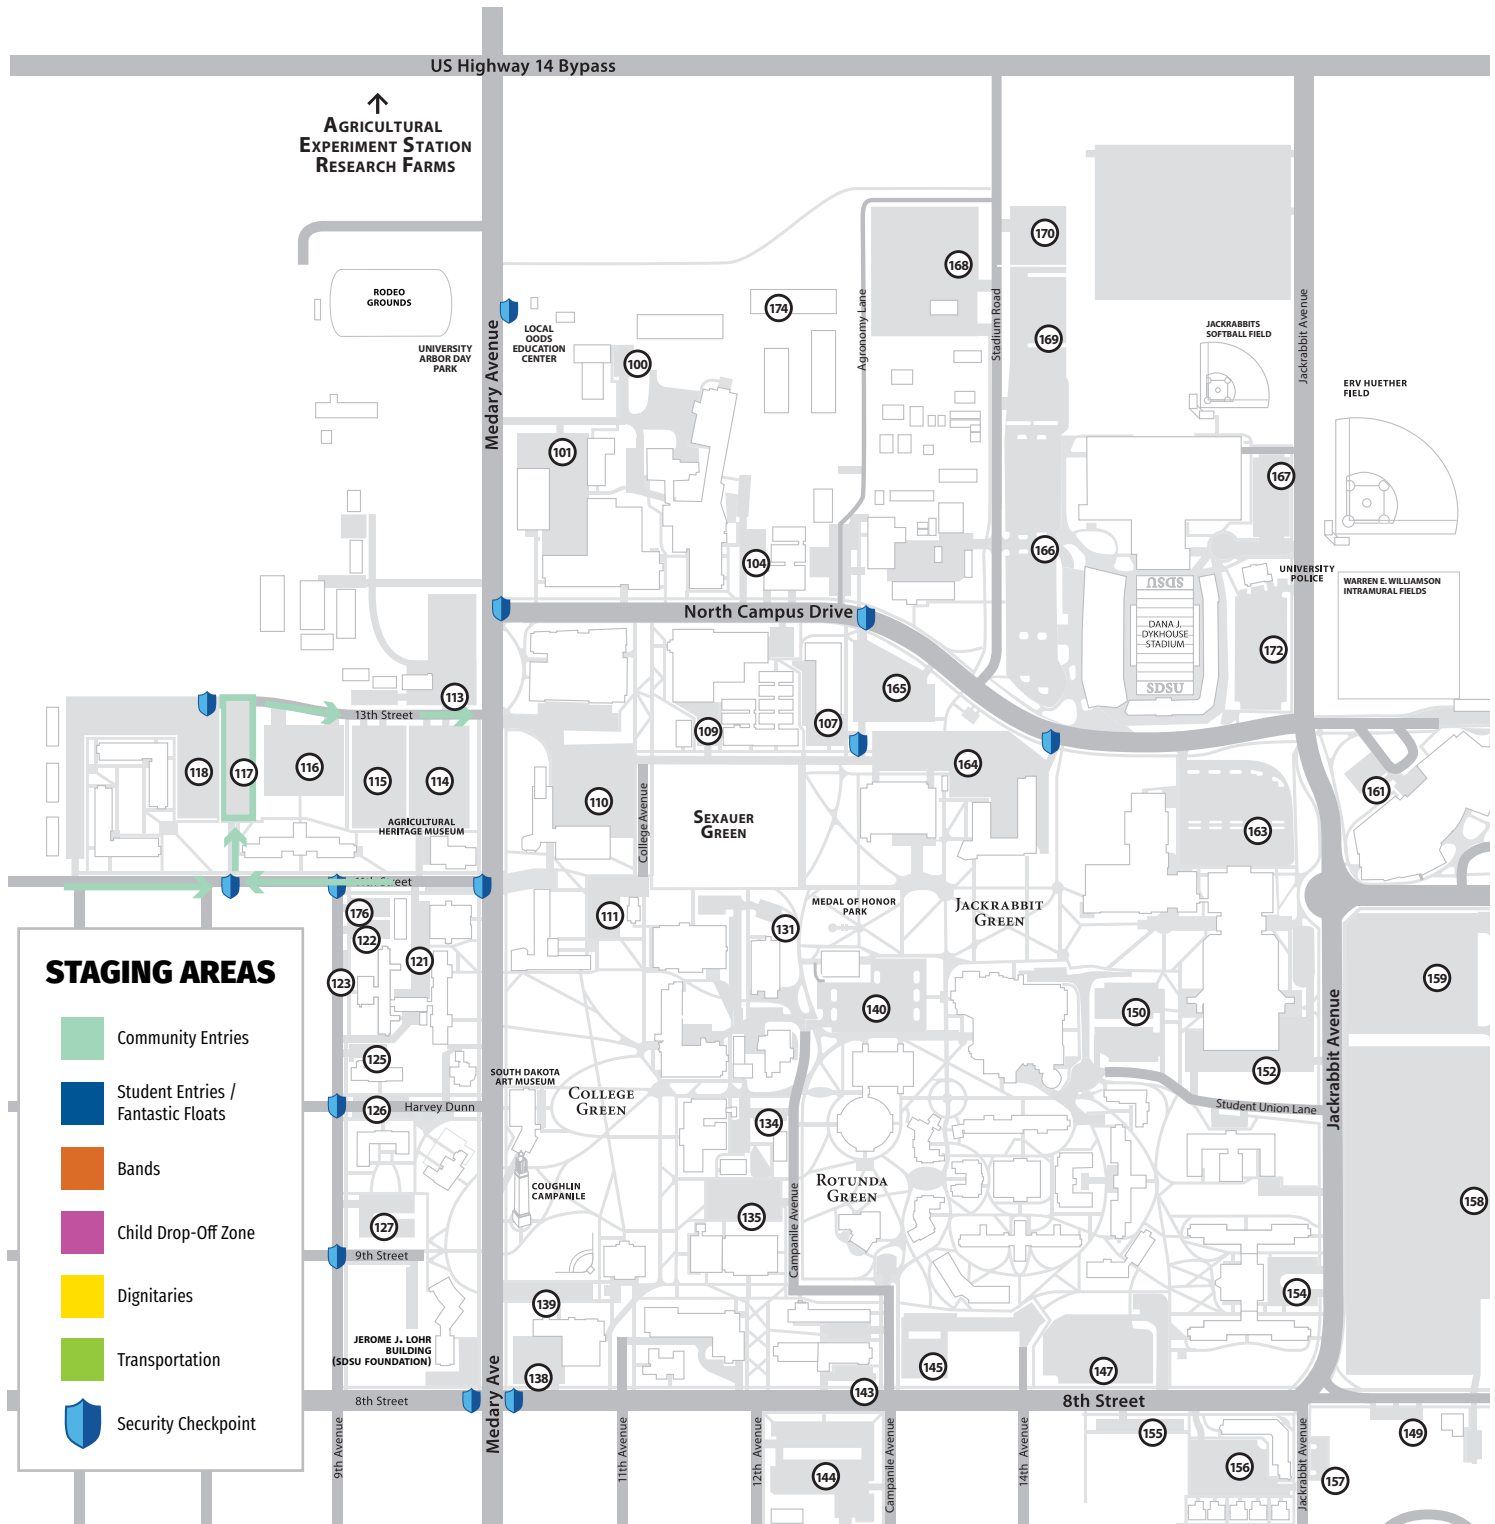 US Highway 14 Bypass
AGRICULTURAL
EXPERIMENT STATION
RESEARCH FARMS
RODEO
GROUNDS
UNIVERSITY
ARBOR DAY
PARK
Medary Avenue
LOCAL
OODS
EDUCATION
CENTER
100
101
174
168
170
169
Agronomy Lane
Stadium Road
Jackrabbit Avenue
JACKRABBITS
SOFTBALL FIELD
ERV HUETHER
FIELD
167
104
166
UNIVERSITY
POLICE
WARREN E. WILLIAMSON
INTRAMURAL FIELDS
SDSU
DANA J.
DYKHOUSE
STADIUM
SDSU
172
North Campus Drive
113
13th Street
165
107
109
118
117
116
115
114
164
110
161
163
AGRICULTURAL
HERITAGE MUSEUM
College Avenue
SEXAUER
GREEN
11th Street
176
122
121
123
111
131
MEDAL OF HONOR
PARK
JACKRABBIT
GREEN
159
140
150
152
125
126
Harvey Dunn
SOUTH DAKOTA
ART MUSEUM
COLLEGE
GREEN
134
Student Union Lane
Jackrabbit Avenue
COUGHLIN
CAMPANILE
ROTUNDA
GREEN
135
Campanile Avenue
158
127
9th Street
139
154
JEROME J. LOHR
BUILDING
(SDSU FOUNDATION)
138
143
145
147
8th Street
8th Street
Medary Ave
9th Avenue
11th Avenue
12th Avenue
144
Campanile Avenue
14th Avenue
155
156
Jackrabbit Avenue
157
149
STAGING AREAS
Community Entries
Student Entries /
Fantastic Floats
Bands
Child Drop-Off Zone
Dignitaries
Transportation
Security Checkpoint